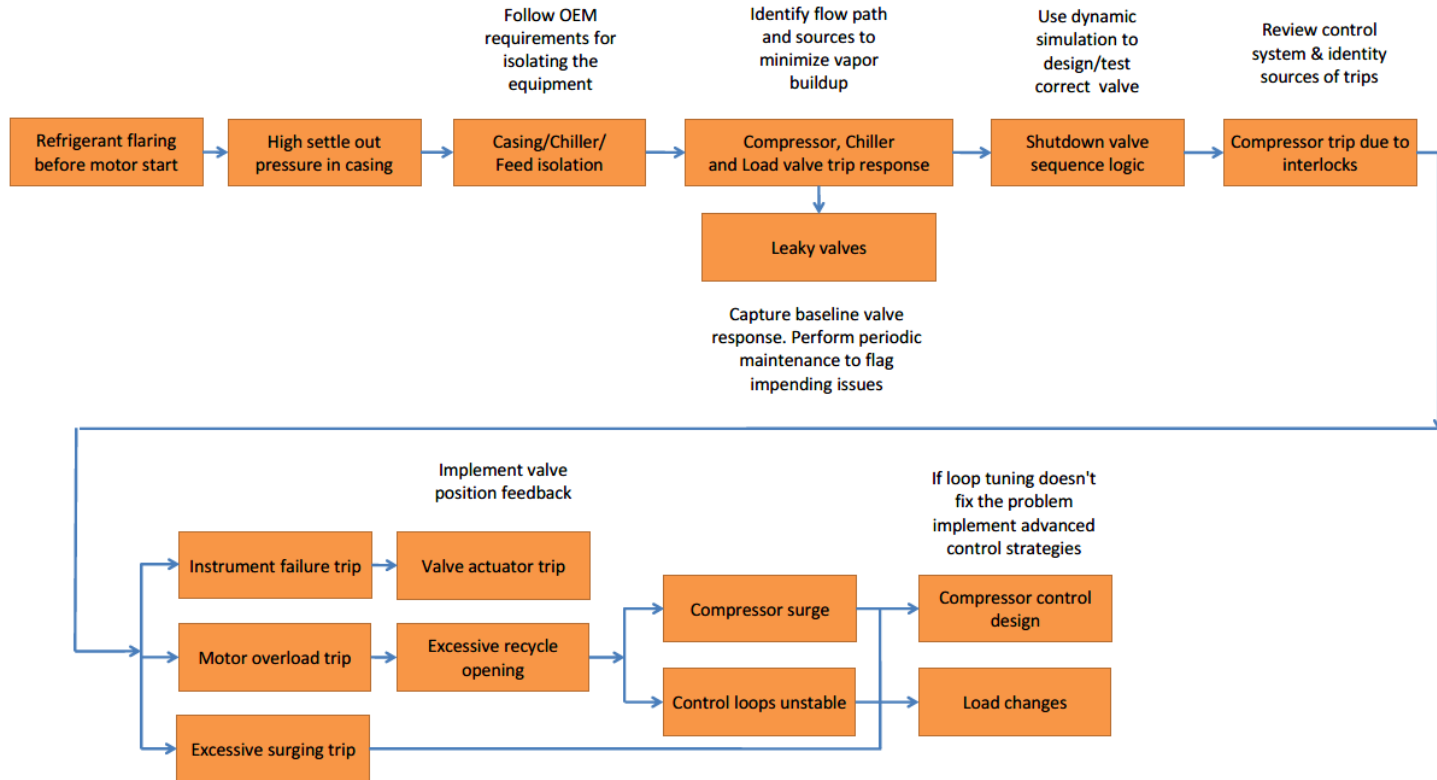 Follow OEM
requirements for
isolating the
equipment
Identify flow path
and sources to
minimize vapor
buildup
Use dynamic
simulation to
design/test
correct valve
Review control
system & identity
sources of trips
Refrigerant flaring
before motor start
High settle out
pressure in casing
Casing/Chiller/
Feed isolation
Compressor, Chiller
and Load valve trip response
Shutdown valve
sequence logic
Compressor trip due to
interlocks
Leaky valves
Capture baseline valve
response. Perform periodic
maintenance to flag
impending issues
Implement valve
position feedback
If loop tuning doesn't
fix the problem
implement advanced
control strategies
Instrument failure trip
Valve actuator trip
Compressor surge
Compressor control
design
Motor overload trip
Excessive recycle
opening
Control loops unstable
Load changes
Excessive surging trip